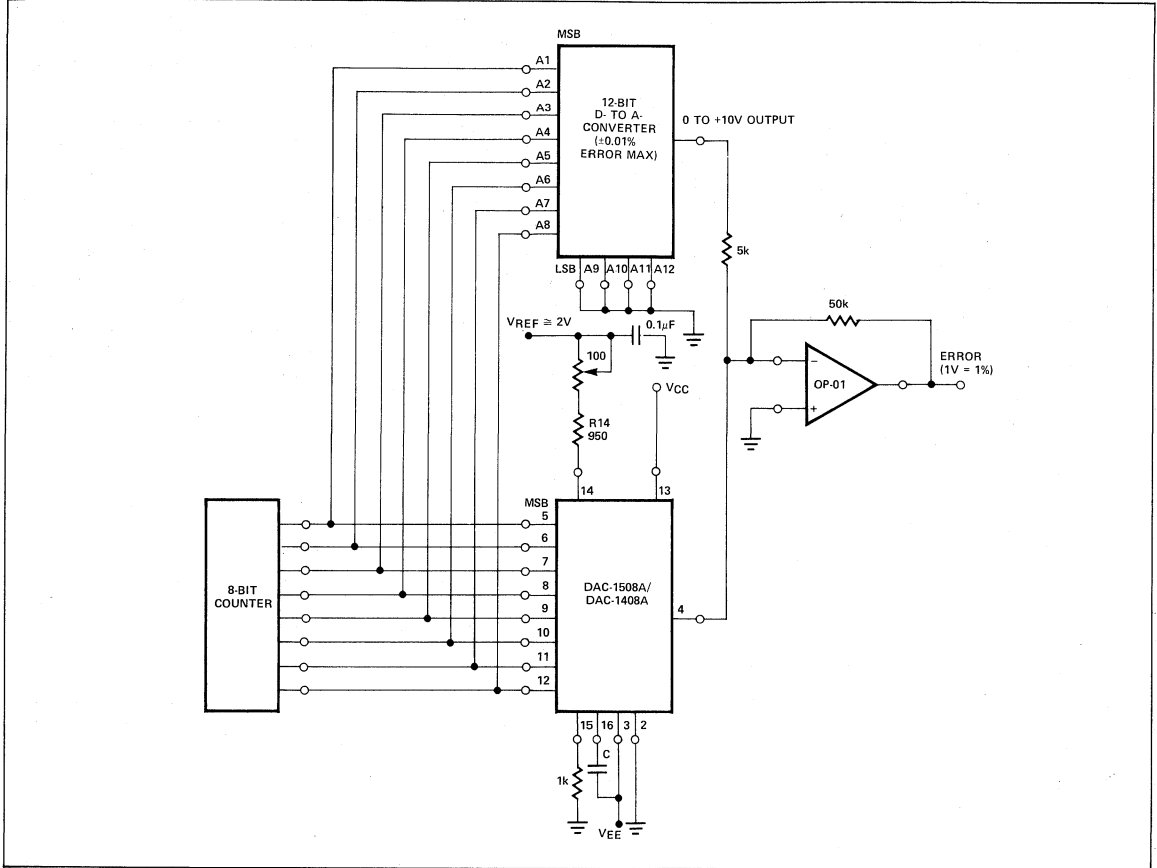 MSB
A1
A2
A3
A4
A5
A6
A7
A8
12-BIT
D- TO A-
CONVERTER
(±0.01%
ERROR MAX)
0 TO +10V OUTPUT
LSB A9 A10 A11 A12
5k
VREF ≅ 2V
0.1μF
100
VCC
R14
950
50k
−
OP-01
+
ERROR
(1V = 1%)
14
13
MSB
5
6
7
8
9
10
11
12
8-BIT
COUNTER
DAC-1508A/
DAC-1408A
4
15 16 3 2
C
1k
VEE